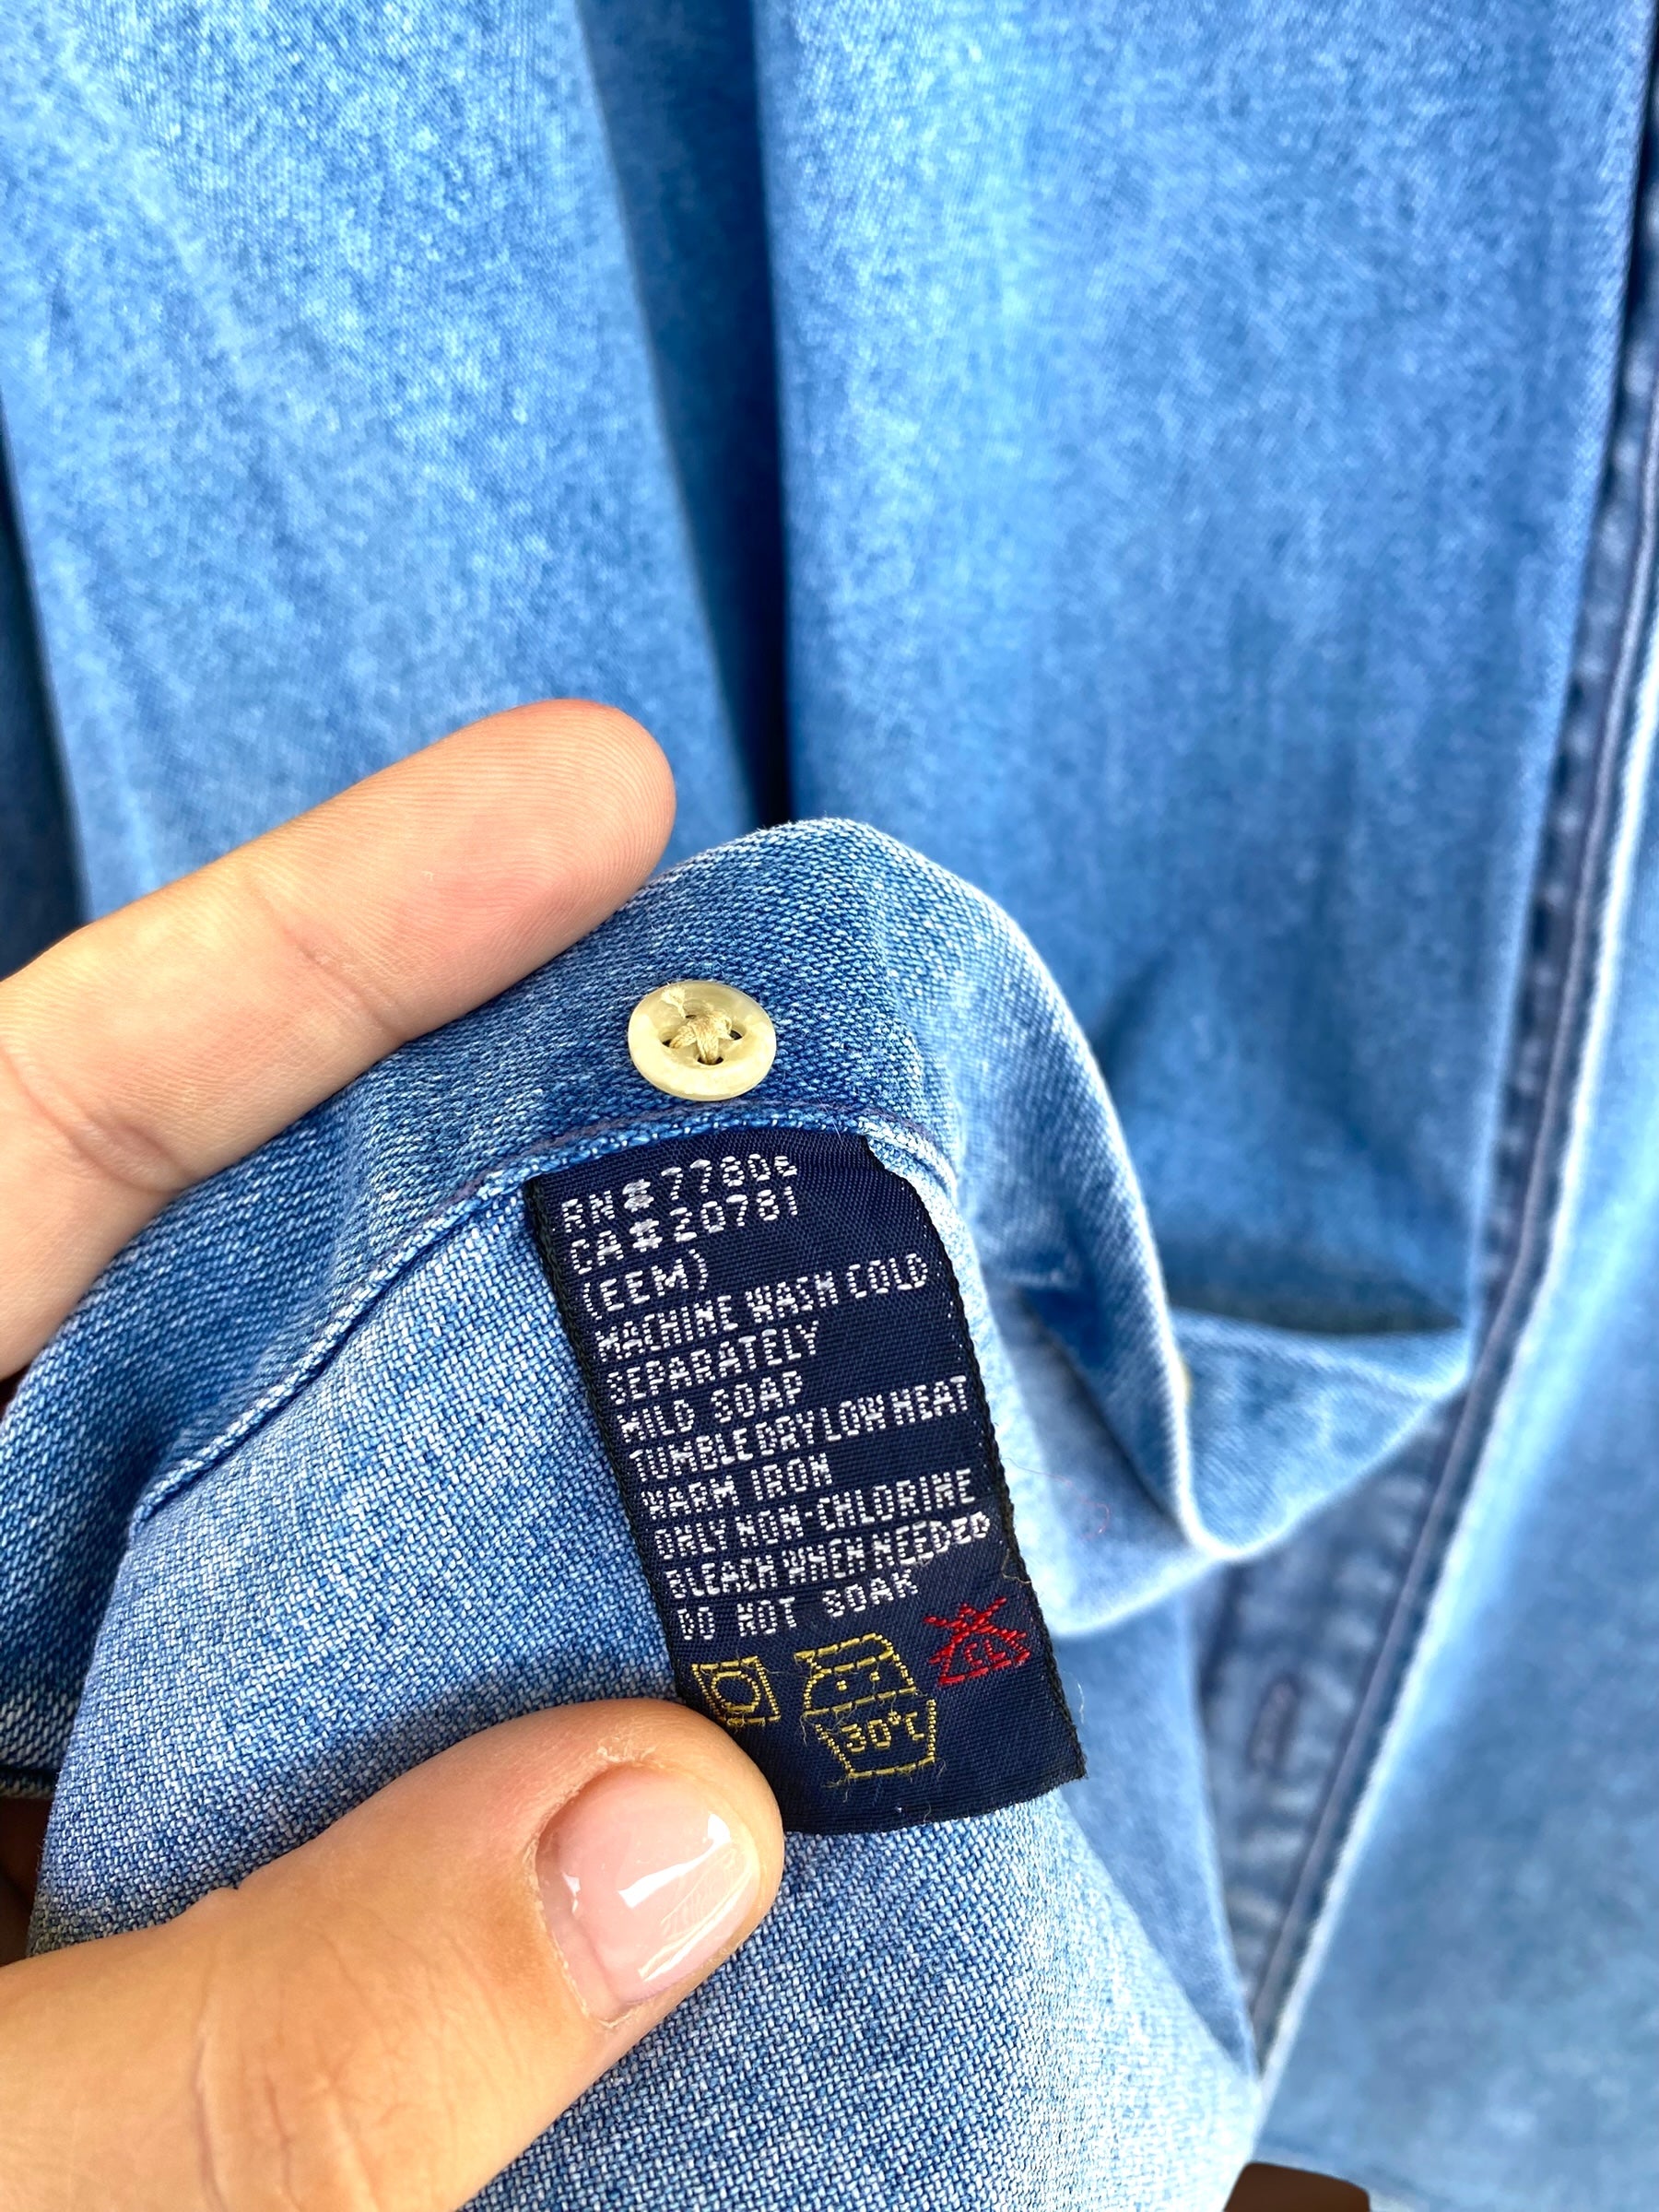 RN#77806
CA#20781
(EEM)
MACHINE WASH COLD
SEPARATELY
MILD SOAP
TUMBLE DRY LOW HEAT
WARM IRON
ONLY NON-CHLORINE
BLEACH WHEN NEEDED
DO NOT SOAK
CL
30°C